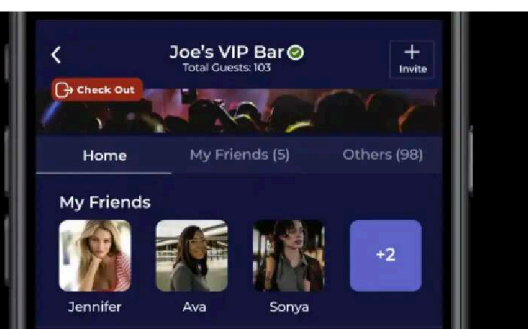 Joe's VIP Bar
Total Guests: 103
Invite
Check Out
Home My Friends (5) Others (98)
My Friends
+2
Jennifer Ava Sonya